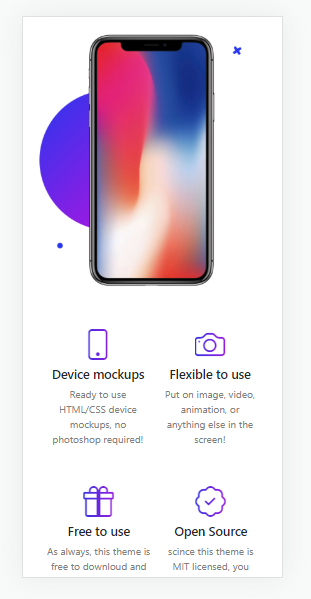 Device mockups
Ready to use
HTML/CSS device
mockups, no
photoshop required!
Flexible to use
Put on image, video,
animation, or
anything else in the
screen!
Free to use
As always, this theme is
free to download and
Open Source
scince this theme is
MIT licensed, you